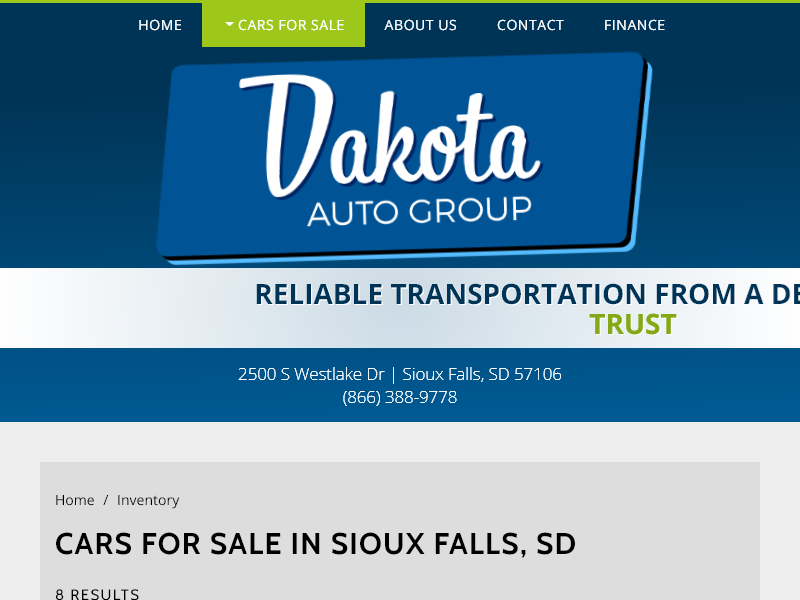 HOME CARS FOR SALE ABOUT US CONTACT FINANCE
Dakota
AUTO GROUP
RELIABLE TRANSPORTATION FROM A DE
TRUST
2500 S Westlake Dr | Sioux Falls, SD 57106
(866) 388-9778
Home / Inventory
CARS FOR SALE IN SIOUX FALLS, SD
8 RESULTS